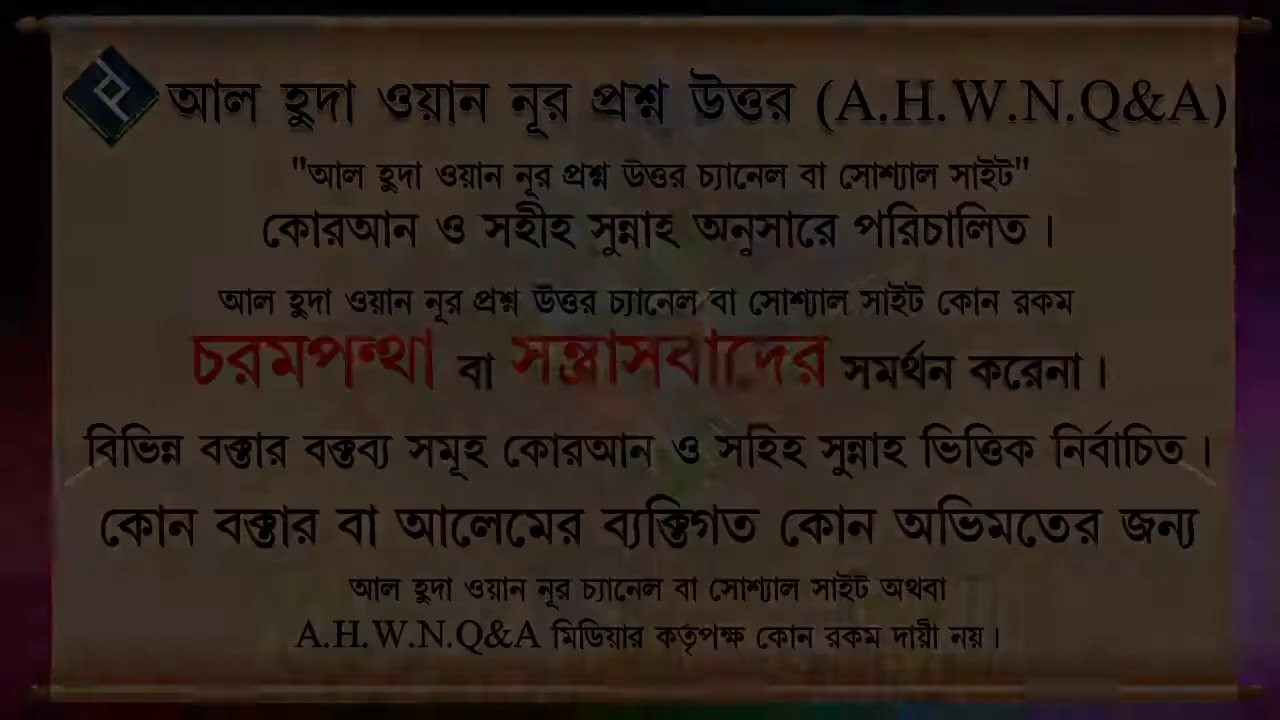 আল হুদা ওয়ান নূর প্রশ্ন উত্তর (A.H.W.N.Q&A)
"আল হুদা ওয়ান নূর প্রশ্ন উত্তর চ্যানেল বা সোশ্যাল সাইট"
কোরআন ও সহীহ সুন্নাহ অনুসারে পরিচালিত।
আল হুদা ওয়ান নূর প্রশ্ন উত্তর চ্যানেল বা সোশ্যাল সাইট কোন রকম
চরমপন্থা বা সন্ত্রাসবাদের সমর্থন করেনা।
বিভিন্ন বক্তার বক্তব্য সমূহ কোরআন ও সহিহ সুন্নাহ ভিত্তিক নির্বাচিত।
কোন বক্তার বা আলেমের ব্যক্তিগত কোন অভিমতের জন্য
আল হুদা ওয়ান নূর চ্যানেল বা সোশ্যাল সাইট অথবা
A.H.W.N.Q&A মিডিয়ার কর্তৃপক্ষ কোন রকম দায়ী নয়।